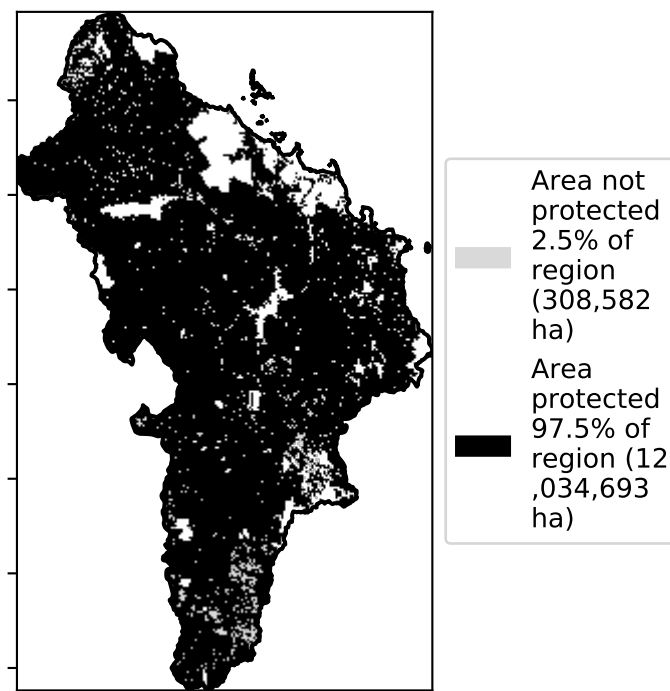 Area not
protected
2.5% of
region
(308,582
ha)
Area
protected
97.5% of
region (12
,034,693
ha)